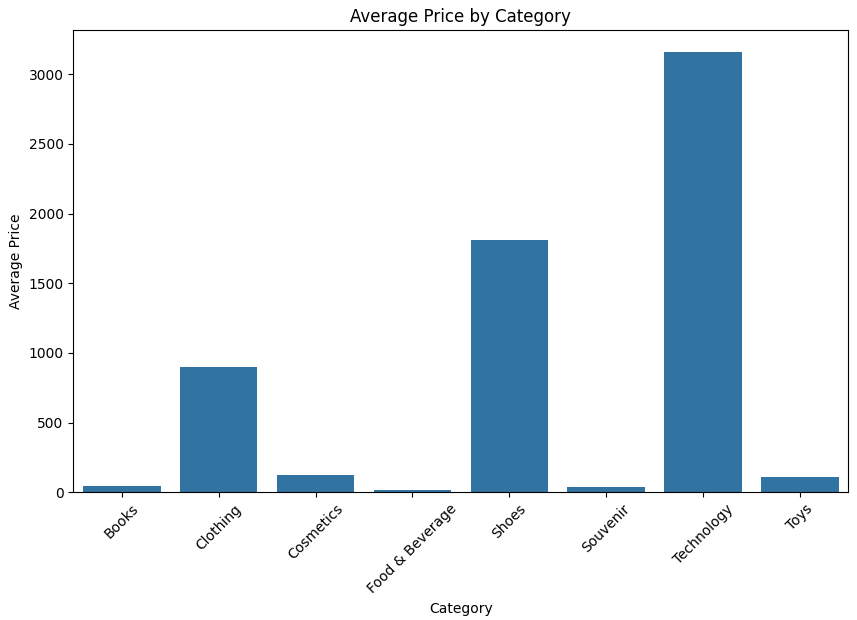 Average Price by Category
Average Price
3000
2500
2000
1500
1000
500
0
Books
Clothing
Cosmetics
Food & Beverage
Shoes
Souvenir
Technology
Toys
Category